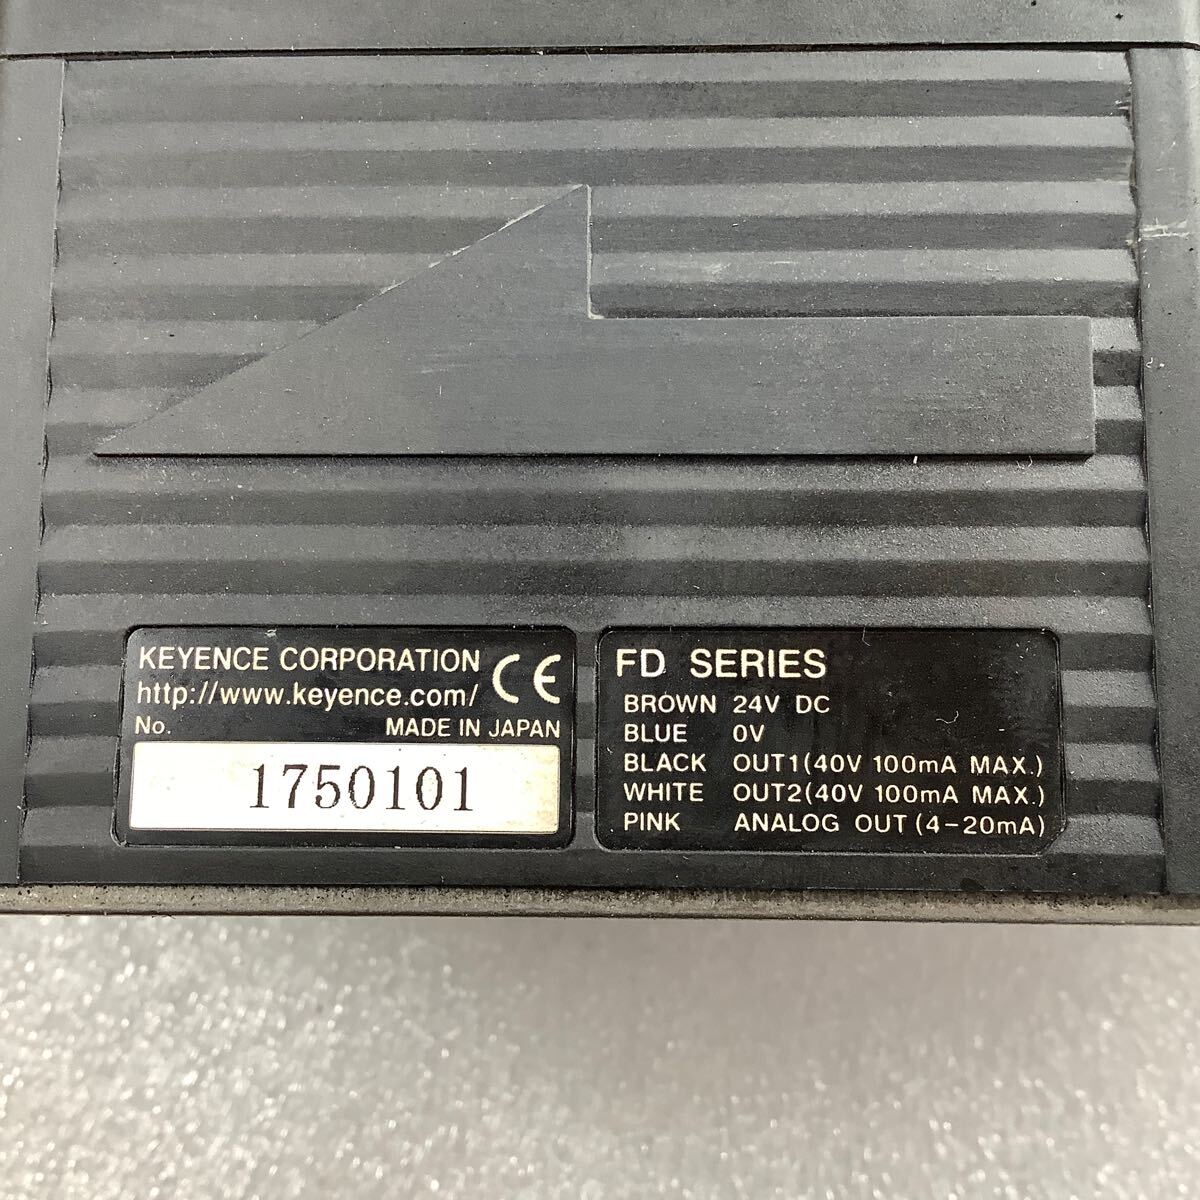 KEYENCE CORPORATION CE
http://www.keyence.com/
No. MADE IN JAPAN
1750101
FD SERIES
BROWN 24V DC
BLUE 0V
BLACK OUT1(40V 100mA MAX.)
WHITE OUT2(40V 100mA MAX.)
PINK ANALOG OUT(4-20mA)